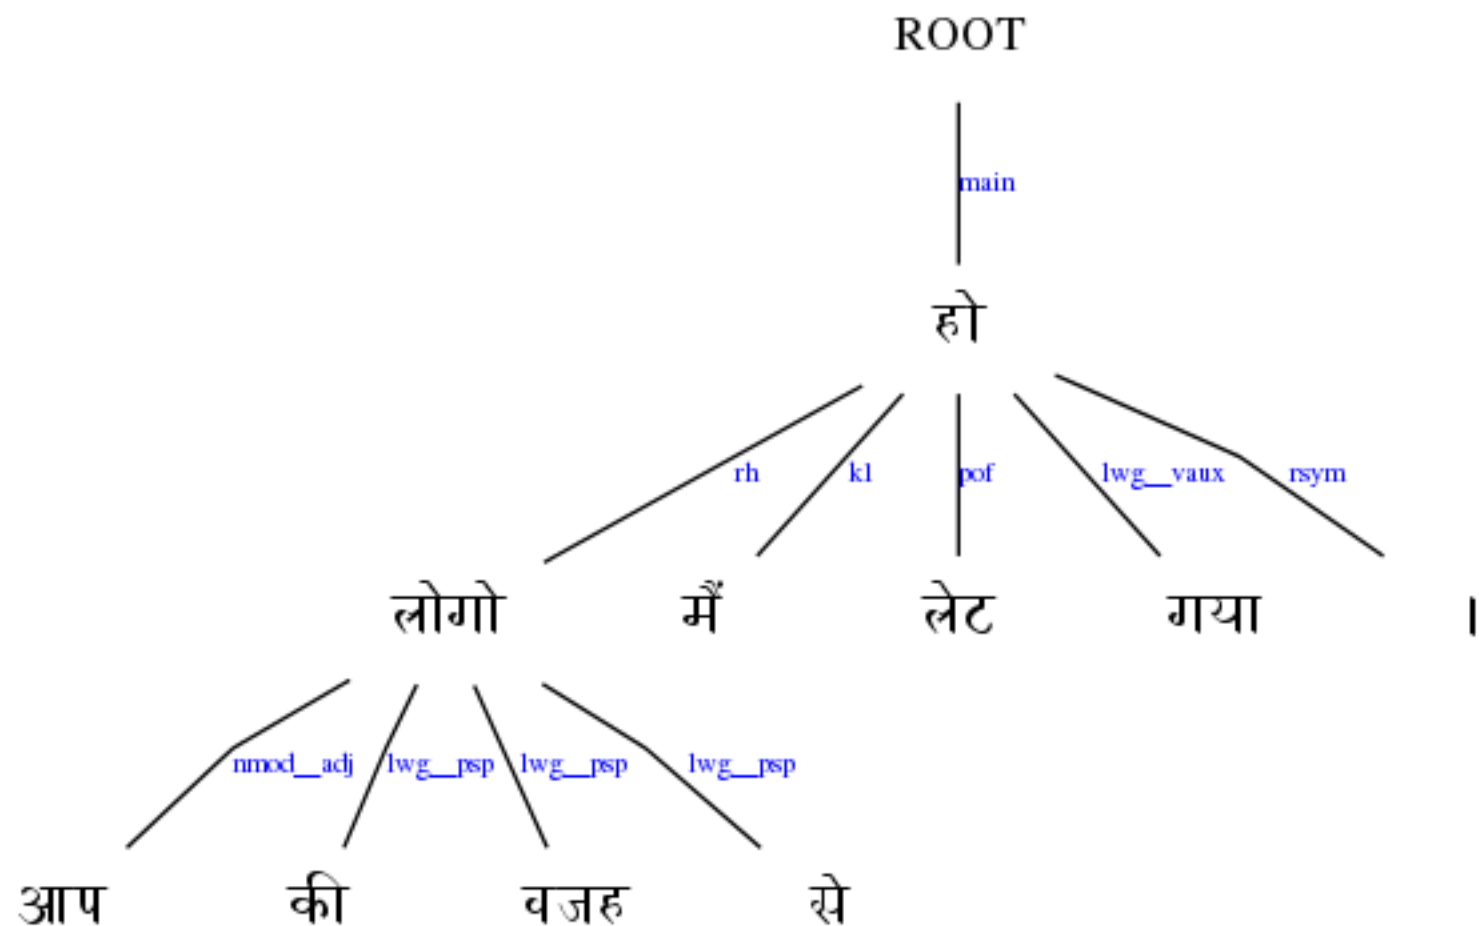 ROOT
main
हो
rh k1 pof lwg__vaux rsym
लोगो मैं लेट गया ।
nmod__adj lwg__psp lwg__psp lwg__psp
आप की वजह से